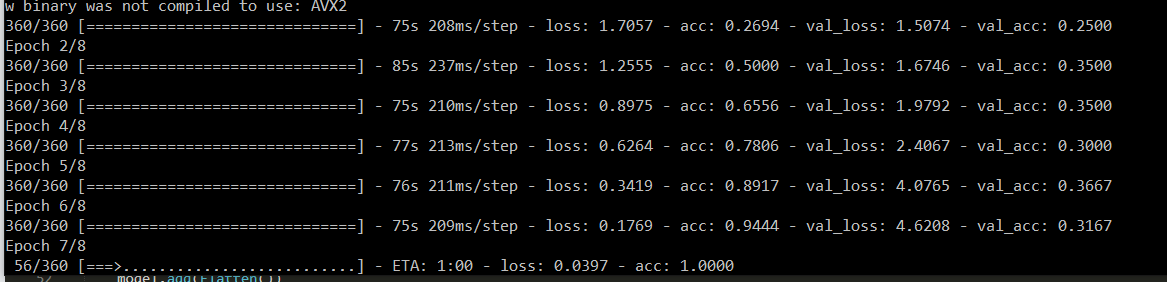 w binary was not compiled to use: AVX2
360/360 [==============================] - 75s 208ms/step - loss: 1.7057 - acc: 0.2694 - val_loss: 1.5074 - val_acc: 0.2500
Epoch 2/8
360/360 [==============================] - 85s 237ms/step - loss: 1.2555 - acc: 0.5000 - val_loss: 1.6746 - val_acc: 0.3500
Epoch 3/8
360/360 [==============================] - 75s 210ms/step - loss: 0.8975 - acc: 0.6556 - val_loss: 1.9792 - val_acc: 0.3500
Epoch 4/8
360/360 [==============================] - 77s 213ms/step - loss: 0.6264 - acc: 0.7806 - val_loss: 2.4067 - val_acc: 0.3000
Epoch 5/8
360/360 [==============================] - 76s 211ms/step - loss: 0.3419 - acc: 0.8917 - val_loss: 4.0765 - val_acc: 0.3667
Epoch 6/8
360/360 [==============================] - 75s 209ms/step - loss: 0.1769 - acc: 0.9444 - val_loss: 4.6208 - val_acc: 0.3167
Epoch 7/8
56/360 [===>..........................] - ETA: 1:00 - loss: 0.0397 - acc: 1.0000
52 model.add(Flatten())